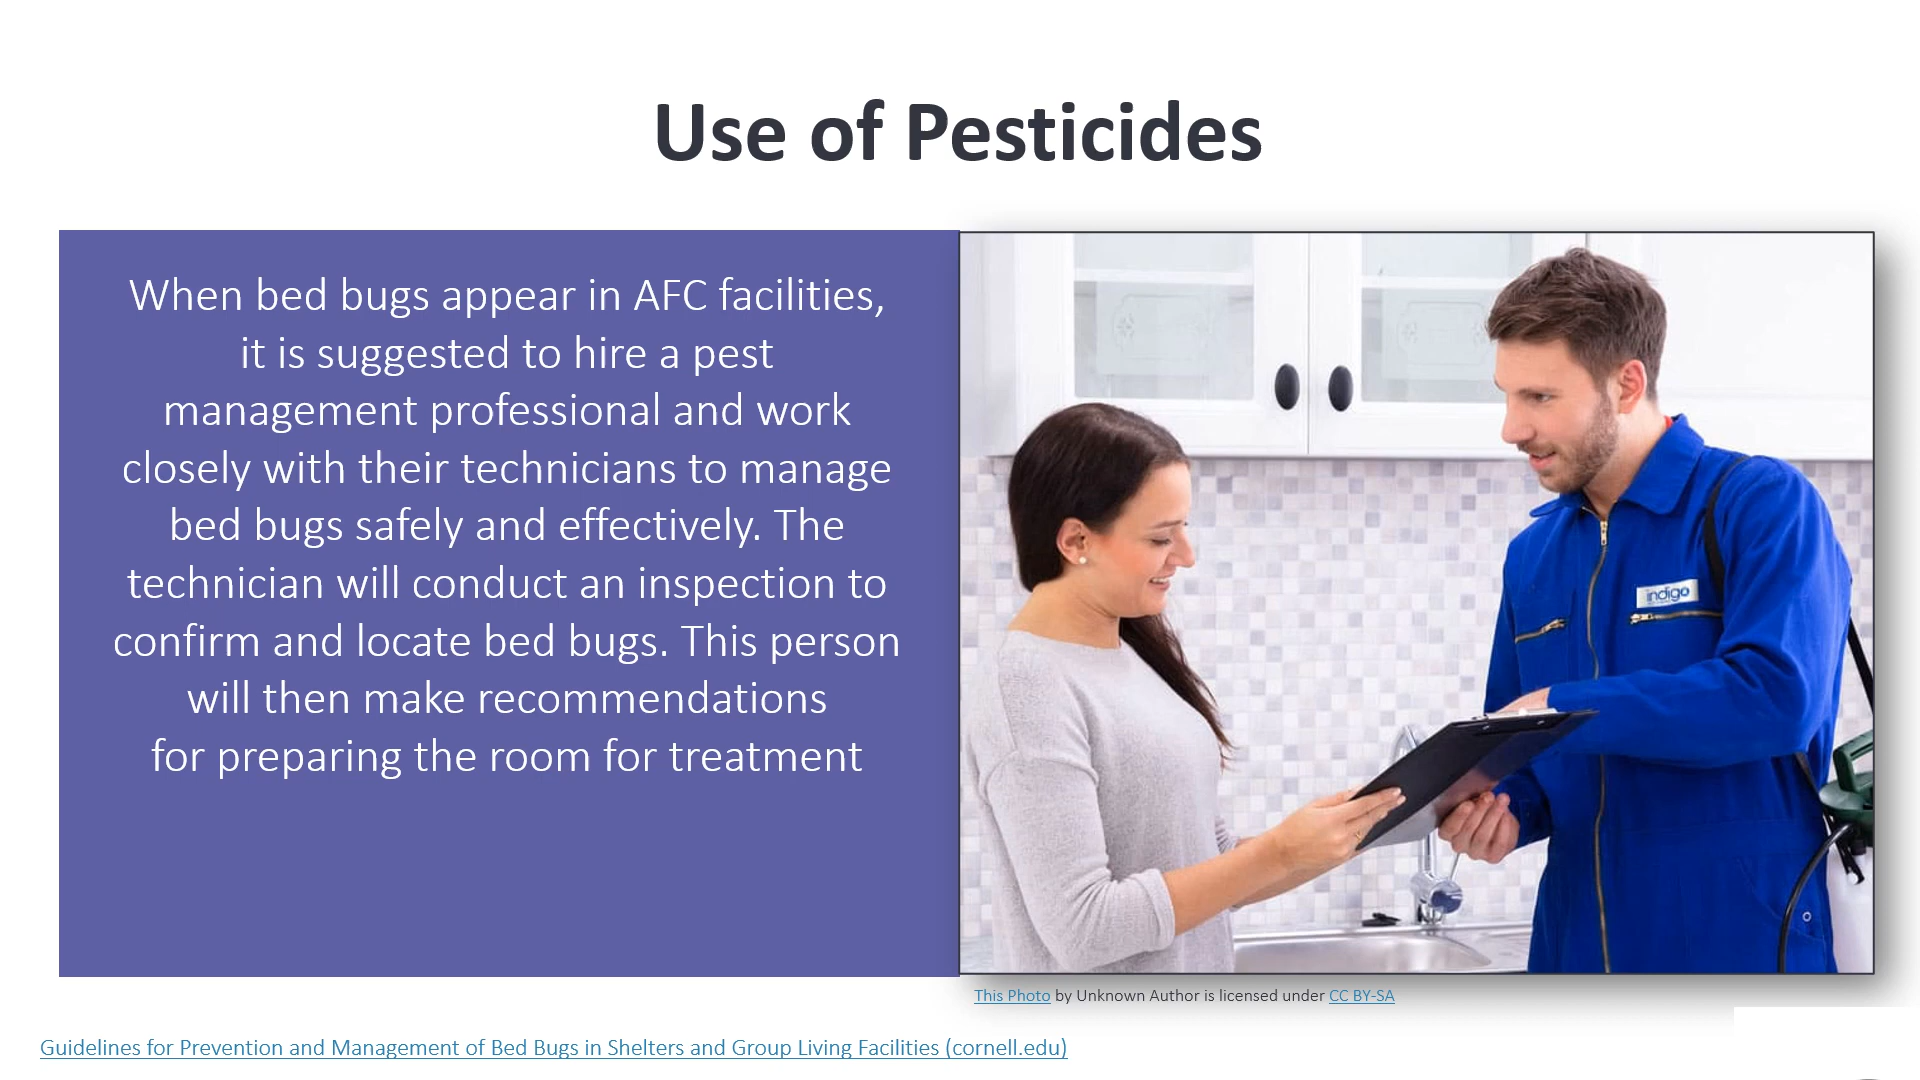 Use of Pesticides
When bed bugs appear in AFC facilities,
it is suggested to hire a pest
management professional and work
closely with their technicians to manage
bed bugs safely and effectively. The
technician will conduct an inspection to
confirm and locate bed bugs. This person
will then make recommendations
for preparing the room for treatment
indigo
This Photo by Unknown Author is licensed under CC BY-SA
Guidelines for Prevention and Management of Bed Bugs in Shelters and Group Living Facilities (cornell.edu)